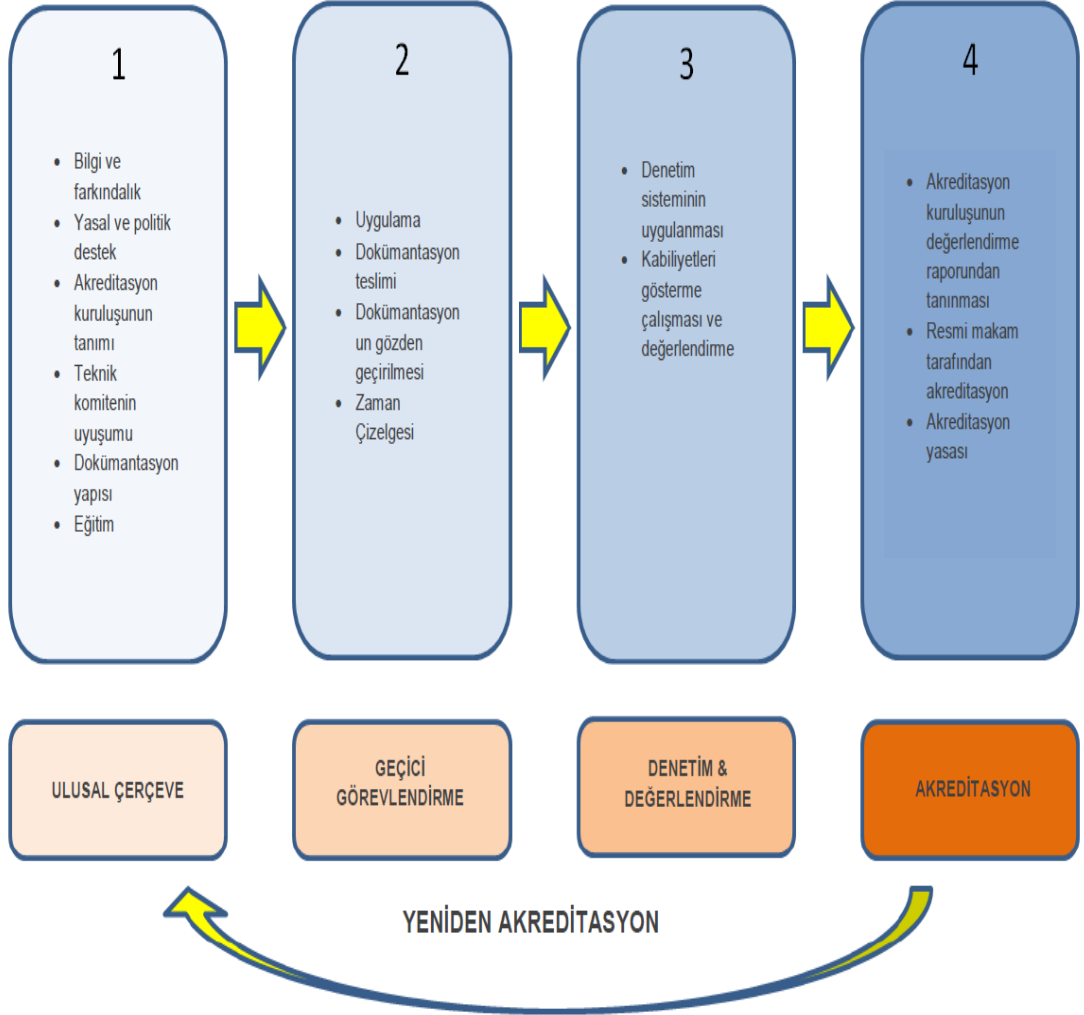 1
• Bilgi ve
farkındalık
• Yasal ve politik
destek
• Akreditasyon
kuruluşunun
tanımı
• Teknik
komitenin
uyuşumu
• Dokümantasyon
yapısı
• Eğitim
2
• Uygulama
• Dokümantasyon
teslimi
• Dokümantasyon
un gözden
geçirilmesi
• Zaman
Çizelgesi
3
• Denetim
sisteminin
uygulanması
• Kabiliyetleri
gösterme
çalışması ve
değerlendirme
4
• Akreditasyon
kuruluşunun
değerlendirme
raporundan
tanınması
• Resmi makam
tarafından
akreditasyon
• Akreditasyon
yasası
ULUSAL ÇERÇEVE
GEÇİCİ
GÖREVLENDİRME
DENETİM &
DEĞERLENDİRME
AKREDİTASYON
YENİDEN AKREDİTASYON